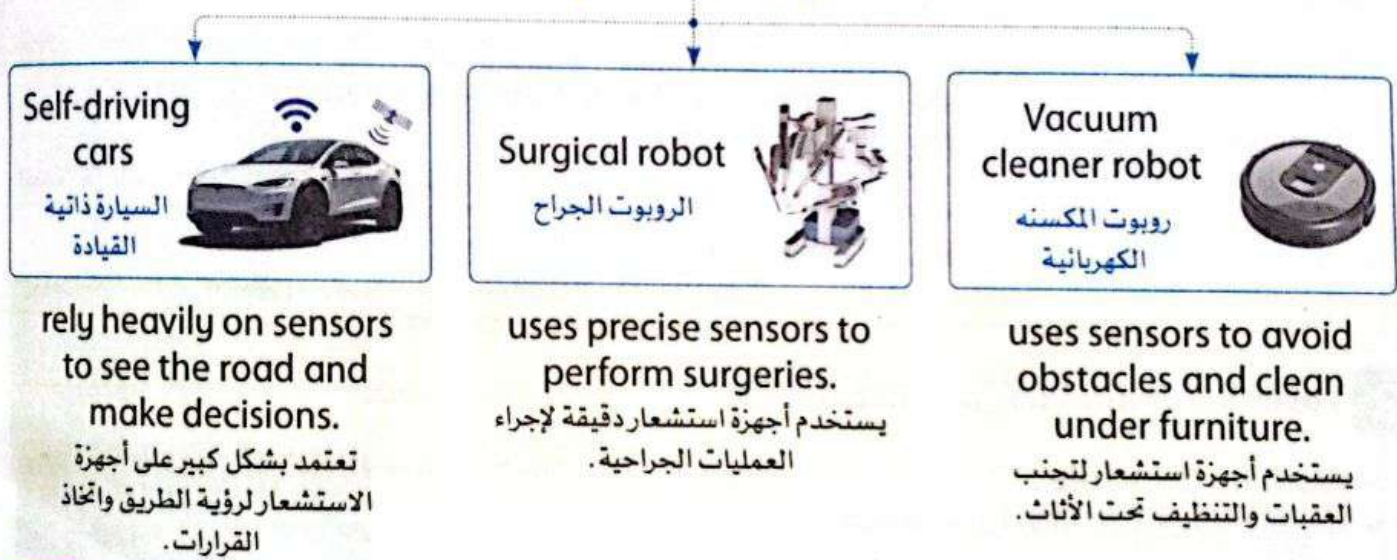 Self-driving
cars
السيارة ذاتية
القيادة
rely heavily on sensors
to see the road and
make decisions.
تعتمد بشكل كبير على أجهزة
الاستشعار لرؤية الطريق واتخاذ
القرارات.
Surgical robot
الروبوت الجراح
uses precise sensors to
perform surgeries.
يستخدم أجهزة استشعار دقيقة لإجراء
العمليات الجراحية.
Vacuum
cleaner robot
روبوت المكسنه
الكهربائية
uses sensors to avoid
obstacles and clean
under furniture.
يستخدم أجهزة استشعار لتجنب
العقبات والتنظيف تحت الأثاث.